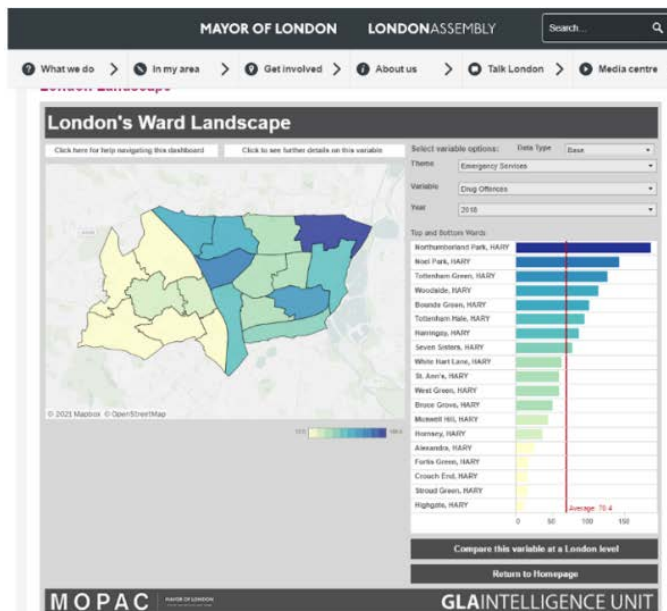 MAYOR OF LONDON LONDONASSEMBLY Search...
What we do In my area Get involved About us Talk London Media centre
London Landscape
London's Ward Landscape
Click here for help navigating this dashboard Click to see further details on this variable Select variable options: Data Type Base
Theme Emergency Services
Variable Drug Offences
Year 2018
Top and Bottom Wards
Northumberland Park, HARY
Noel Park, HARY
Tottenham Green, HARY
Woodside, HARY
Bounds Green, HARY
Tottenham Hale, HARY
Harringay, HARY
Seven Sisters, HARY
White Hart Lane, HARY
St. Ann's, HARY
West Green, HARY
Bruce Grove, HARY
Muswell Hill, HARY
Hornsey, HARY
Alexandra, HARY
Fortis Green, HARY
Crouch End, HARY
Stroud Green, HARY
Highgate, HARY
Average: 70.4
0 50 100 150
© 2021 Mapbox © OpenStreetMap
Compare this variable at a London level
Return to Homepage
MOPAC MAYOR OF LONDON GLAINTELLIGENCE UNIT